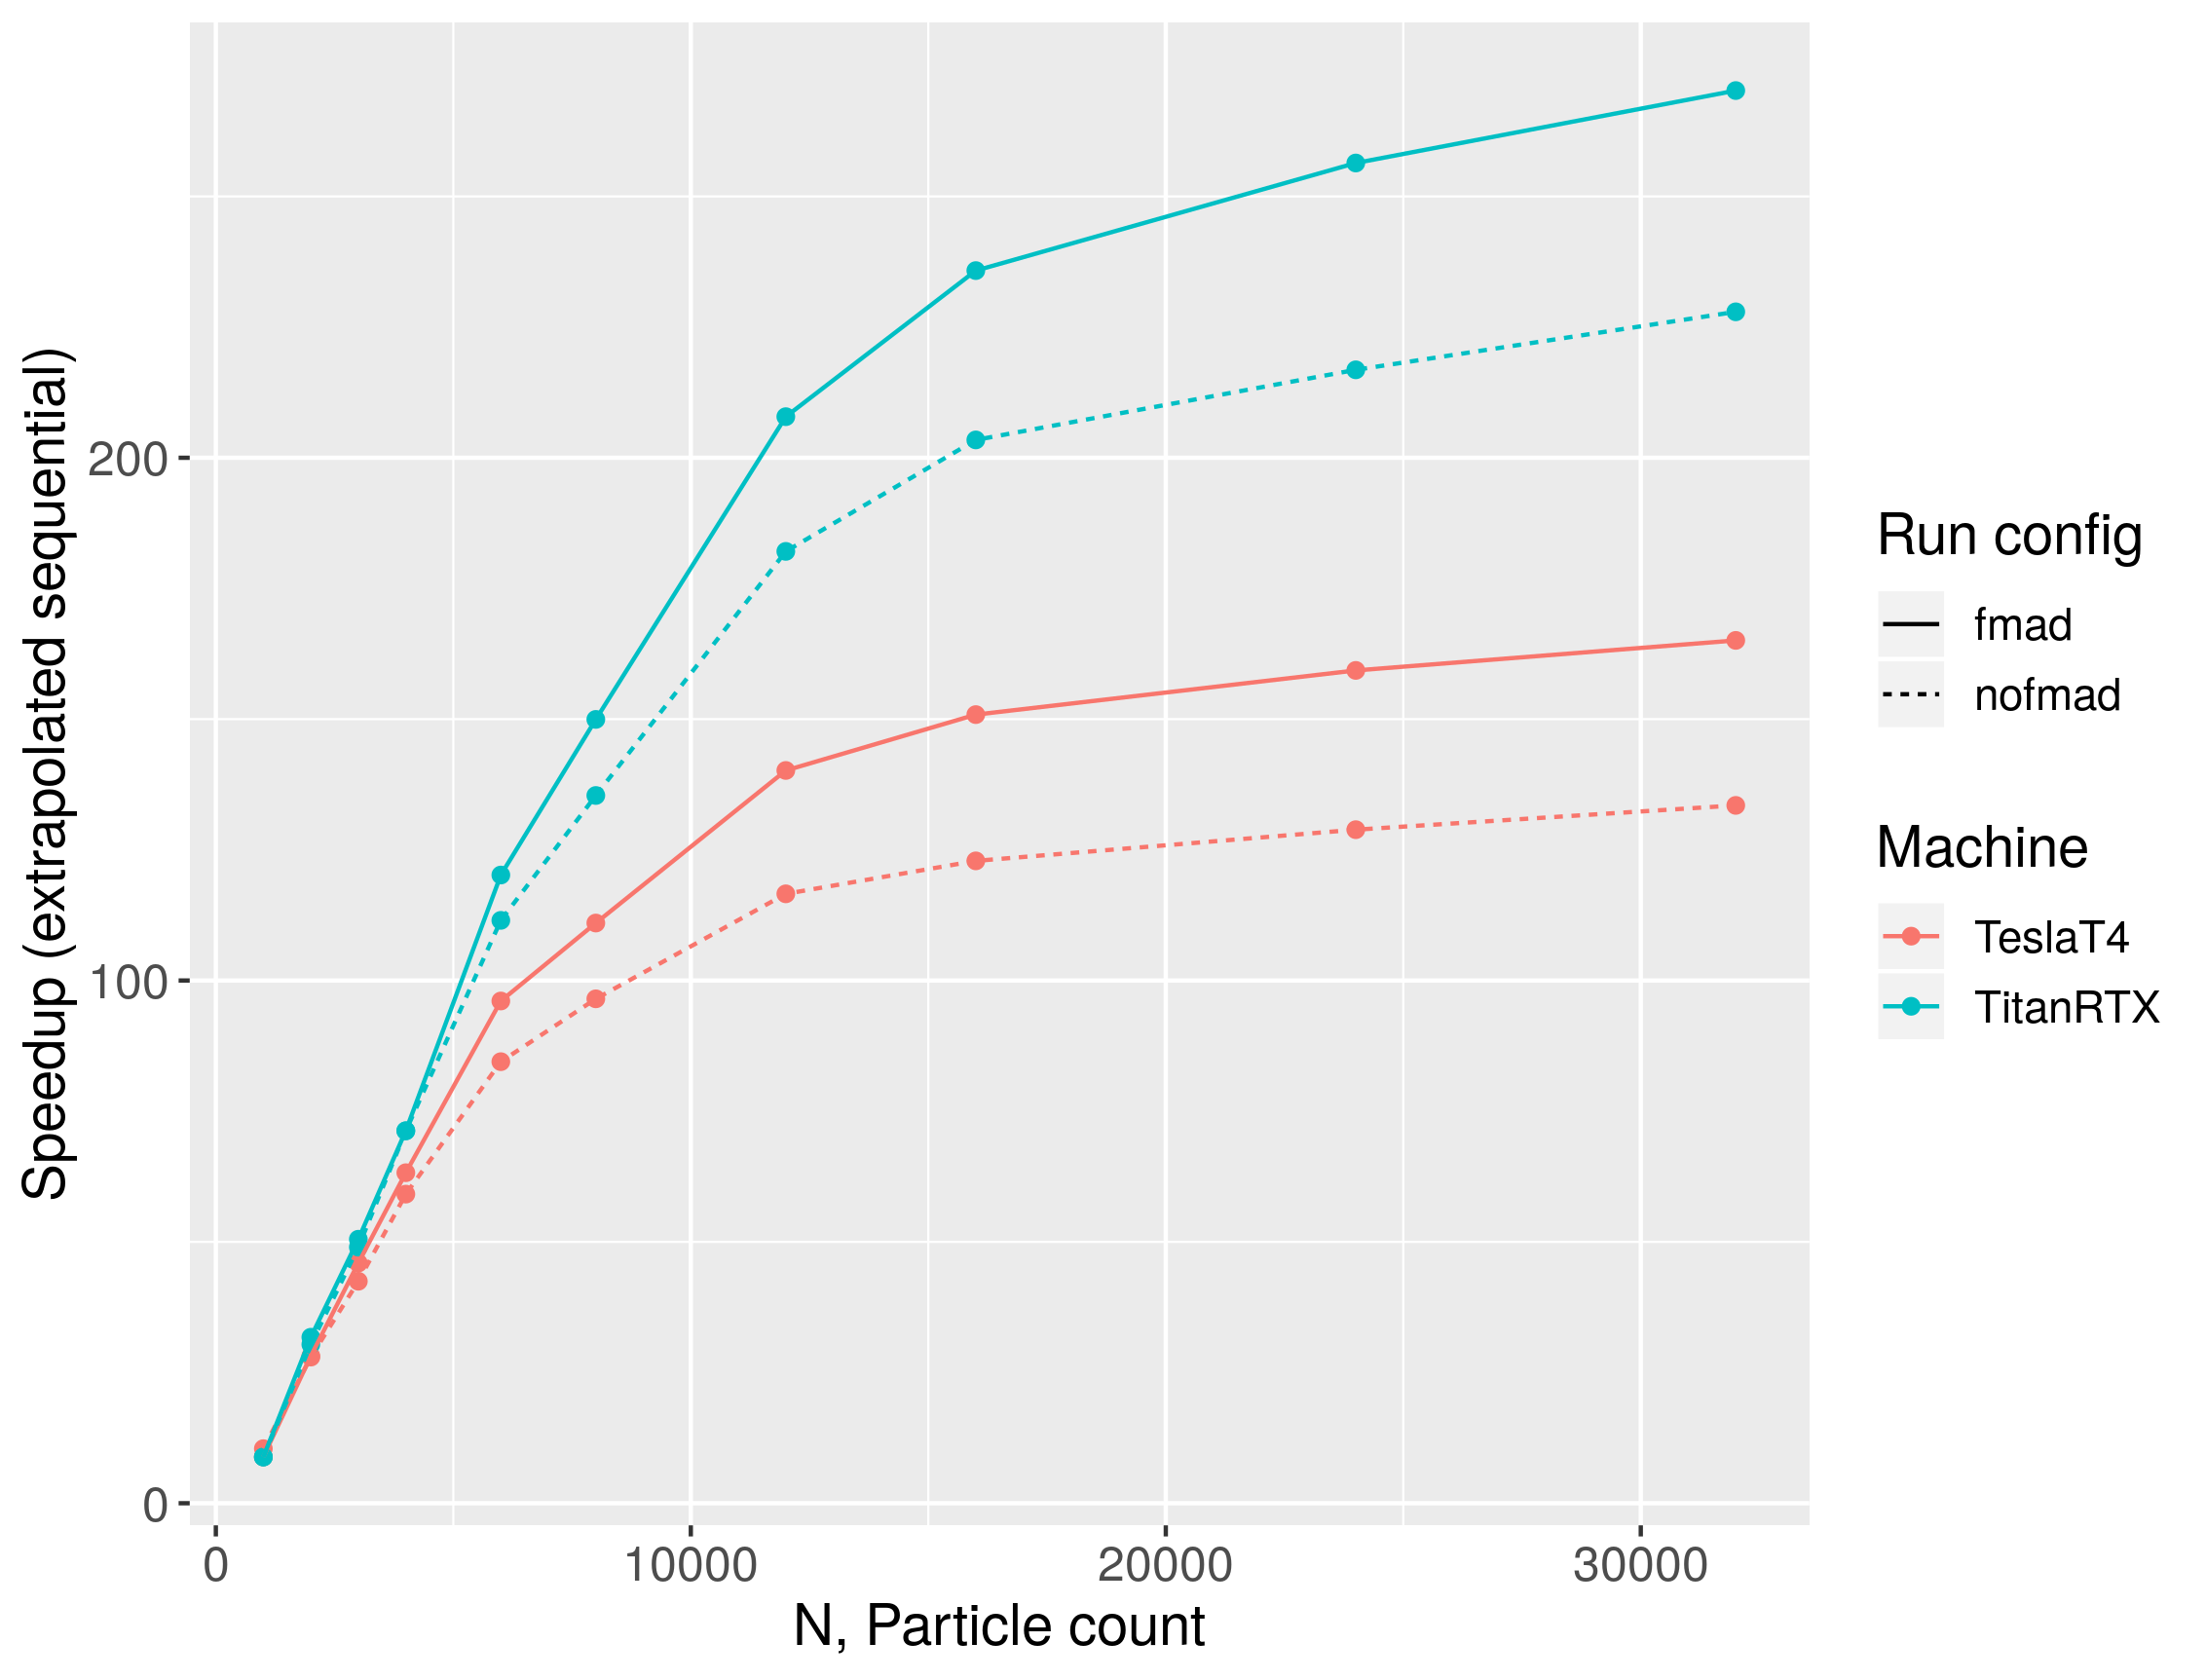 Speedup (extrapolated sequential)
200
100
0
0
10000
20000
30000
N, Particle count
Run config
fmad
nofmad
Machine
TeslaT4
TitanRTX